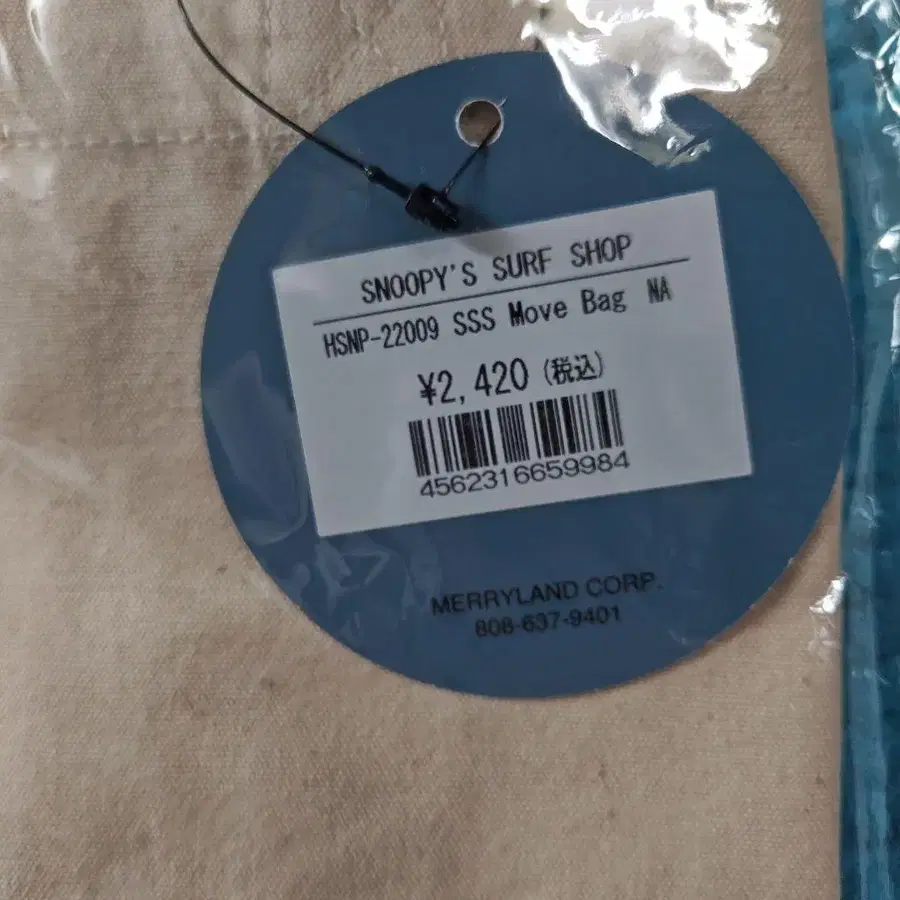 SNOOPY'S SURF SHOP
HSNP-22009 SSS Move Bag NA
¥2,420 (税込)
4562316659984
MERRYLAND CORP.
808-637-9401